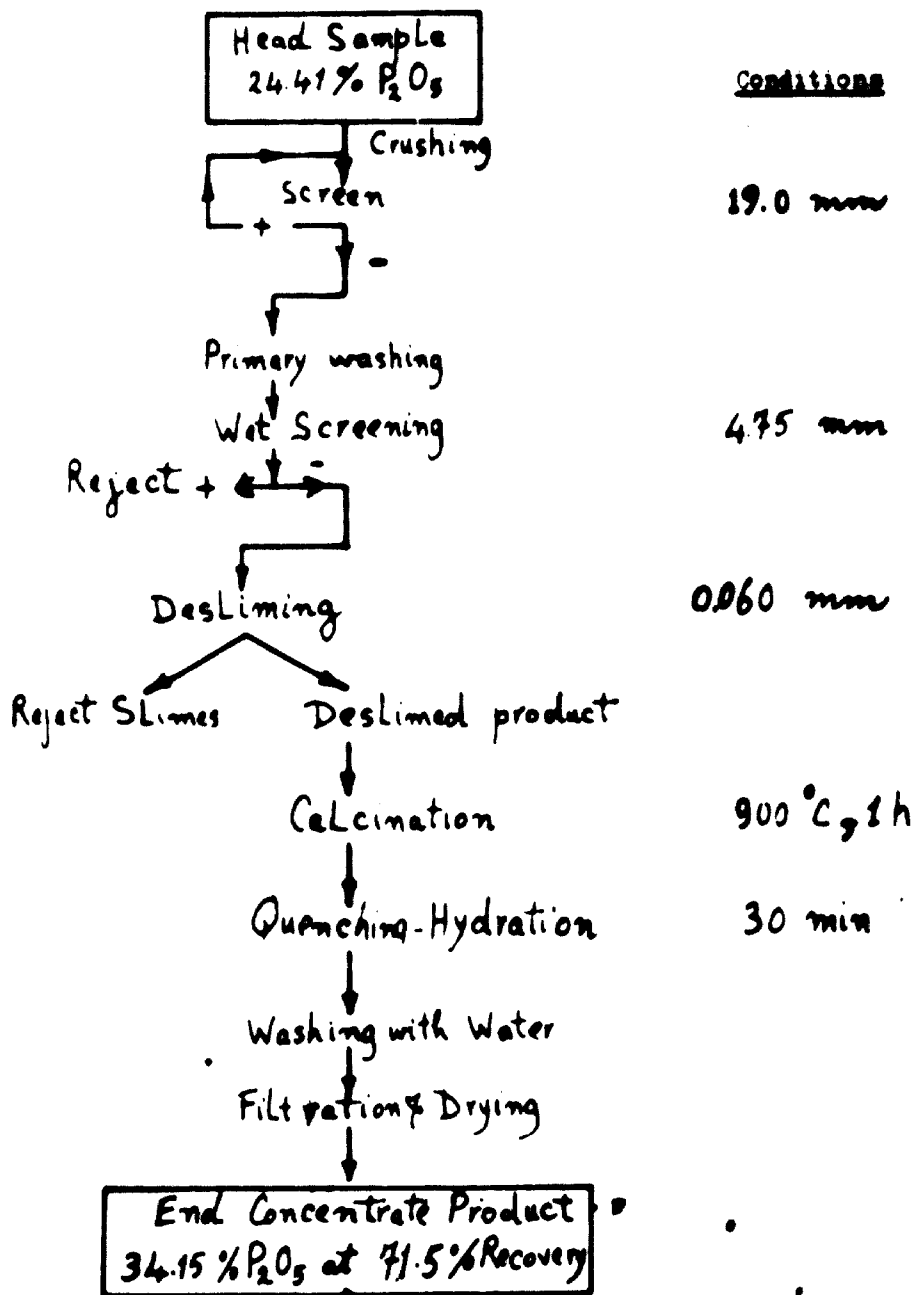 Head Sample
24.41% P₂O₅
Conditions
Crushing
Screen
19.0 mm
+
-
Primary washing
Wet Screening
4.75 mm
-
Reject +
DesLiming
0.060 mm
Reject SLimes
DesLimed product
CaLcination
900 °C, 1 h
Quenching-Hydration
30 min
Washing with Water
FiLtration & Drying
End Concentrate Product
34.15 % P₂O₅ at 71.5% Recovery